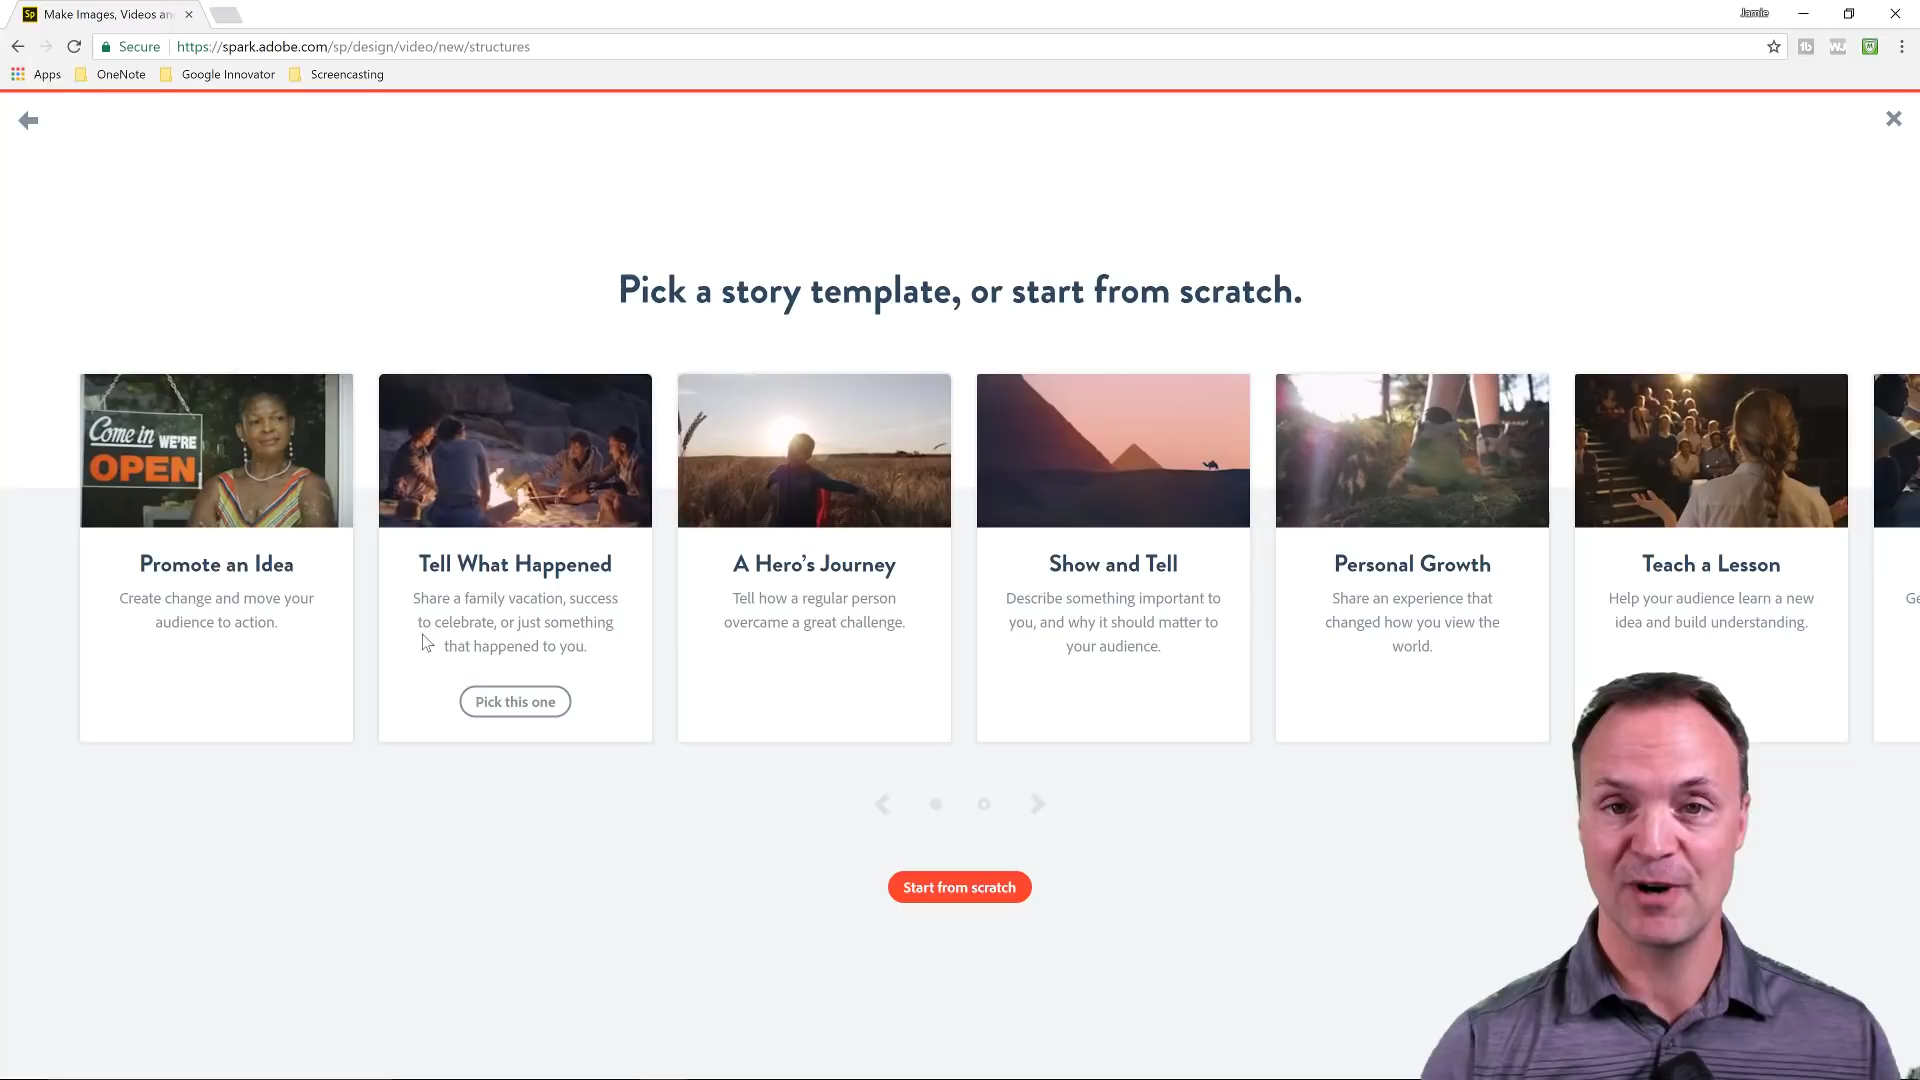 Sp Make Images, Videos an
Jamie
Secure https://spark.adobe.com/sp/design/video/new/structures
Apps OneNote Google Innovator Screencasting
Pick a story template, or start from scratch.
Come in WE'RE
OPEN
Promote an Idea
Create change and move your
audience to action.
Tell What Happened
Share a family vacation, success
to celebrate, or just something
that happened to you.
Pick this one
A Hero's Journey
Tell how a regular person
overcame a great challenge.
Show and Tell
Describe something important to
you, and why it should matter to
your audience.
Personal Growth
Share an experience that
changed how you view the
world.
Teach a Lesson
Help your audience learn a new
idea and build understanding.
Ge
Start from scratch